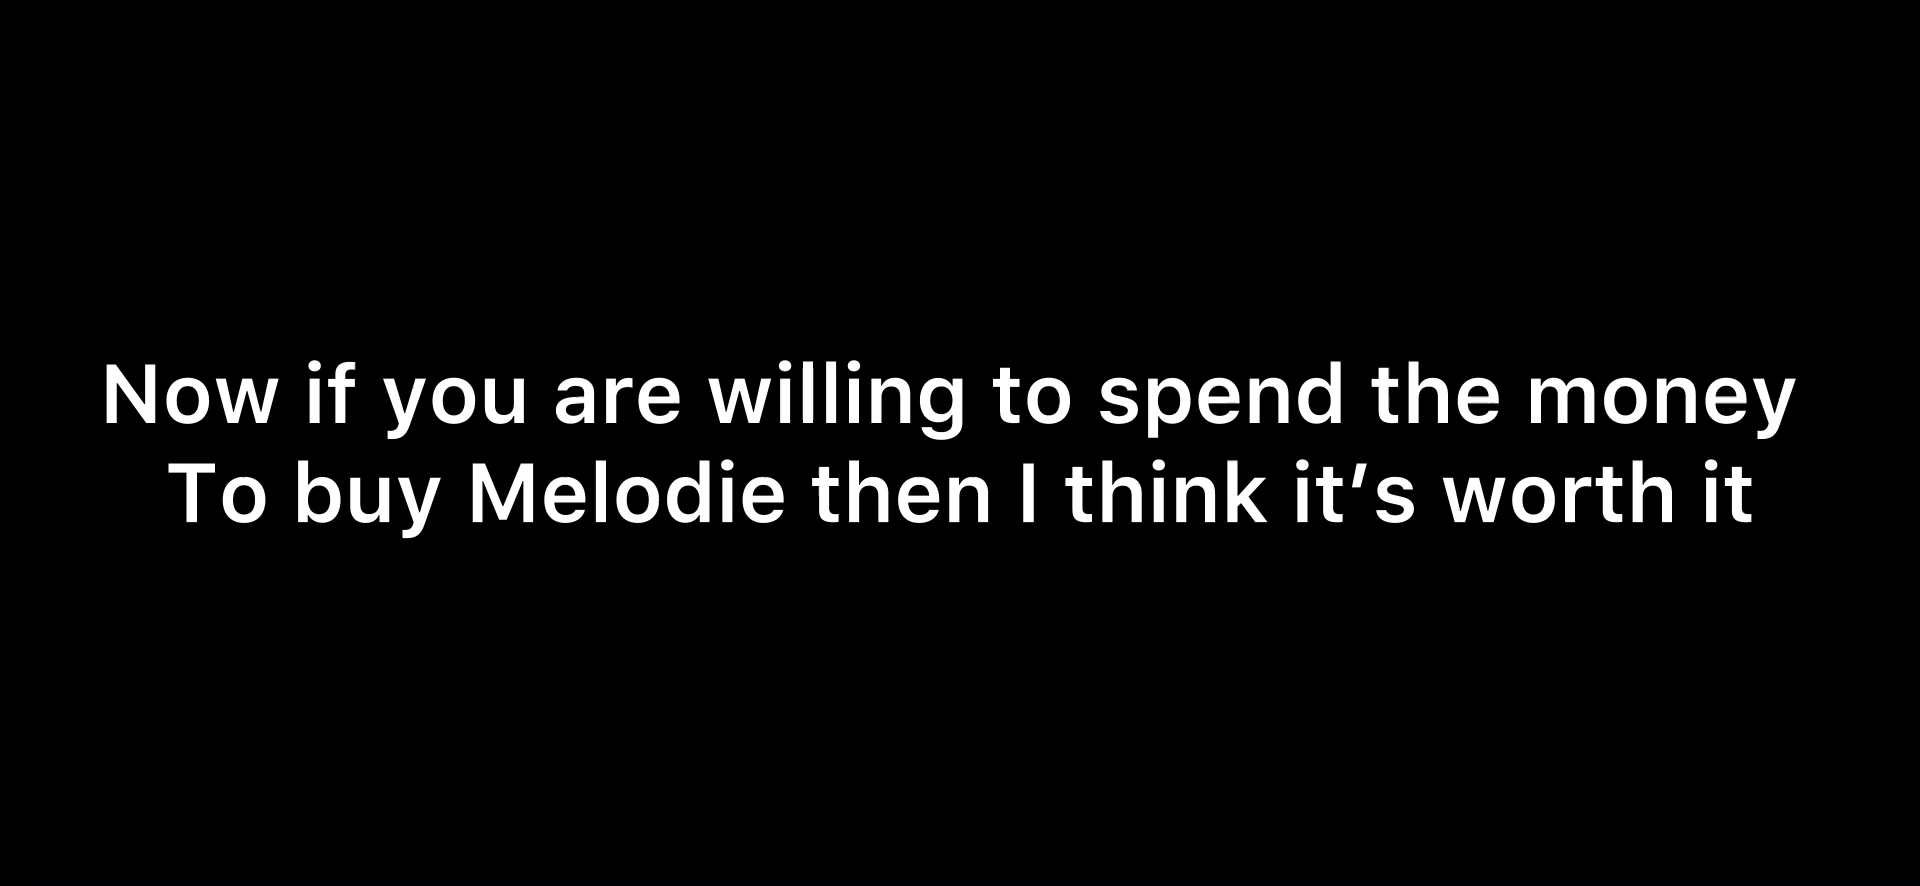 Now if you are willing to spend the money
To buy Melodie then I think it’s worth it